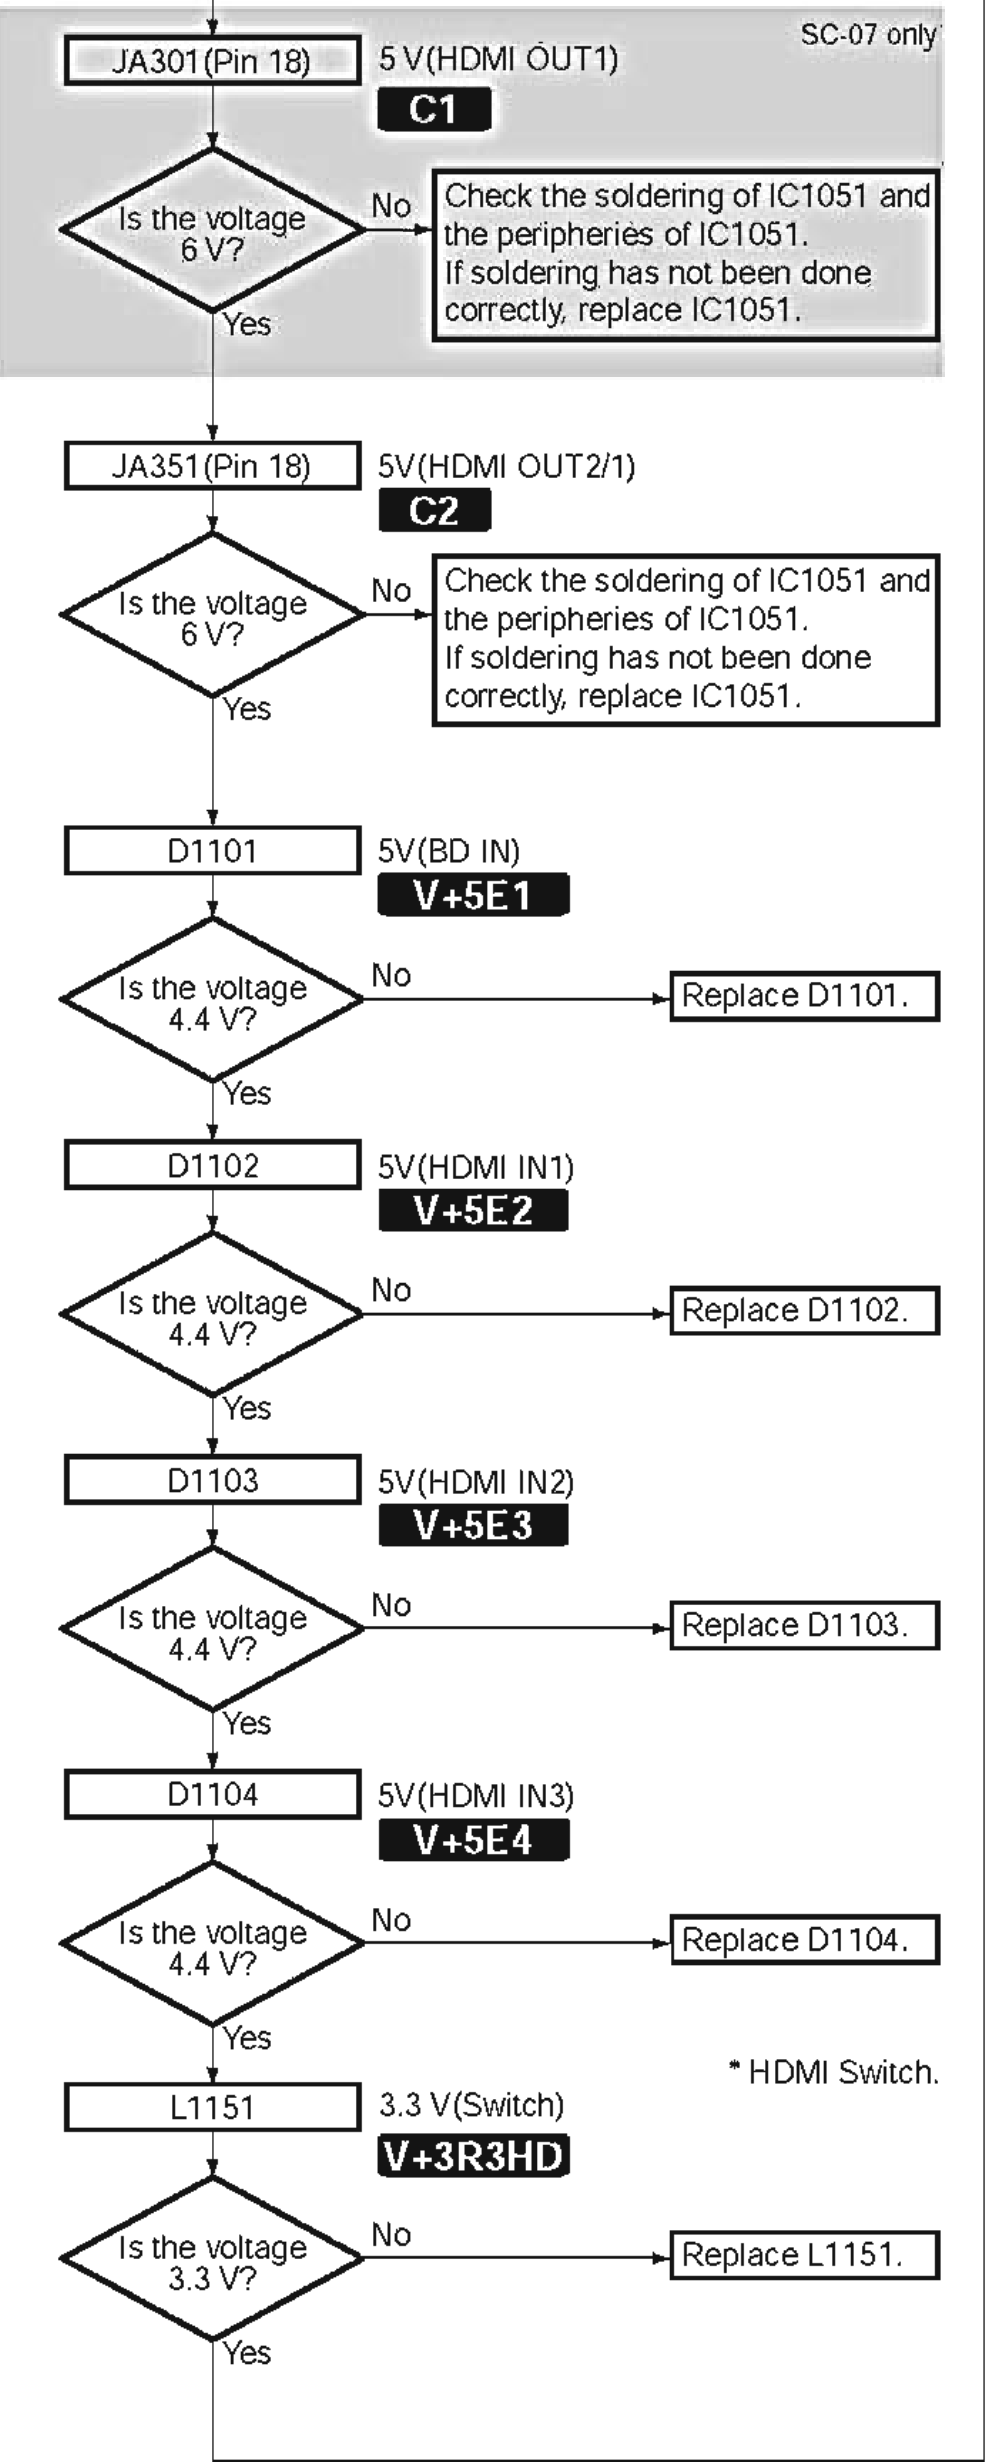 SC-07 only
JA301(Pin 18)
5 V(HDMI OUT1)
C1
Is the voltage
6 V?
No
Check the soldering of IC1051 and
the peripheries of IC1051.
If soldering has not been done
correctly, replace IC1051.
Yes
JA351(Pin 18)
5V(HDMI OUT2/1)
C2
Is the voltage
6 V?
No
Check the soldering of IC1051 and
the peripheries of IC1051.
If soldering has not been done
correctly, replace IC1051.
Yes
D1101
5V(BD IN)
V+5E1
Is the voltage
4.4 V?
No
Replace D1101.
Yes
D1102
5V(HDMI IN1)
V+5E2
Is the voltage
4.4 V?
No
Replace D1102.
Yes
D1103
5V(HDMI IN2)
V+5E3
Is the voltage
4.4 V?
No
Replace D1103.
Yes
D1104
5V(HDMI IN3)
V+5E4
Is the voltage
4.4 V?
No
Replace D1104.
Yes
* HDMI Switch.
L1151
3.3 V(Switch)
V+3R3HD
Is the voltage
3.3 V?
No
Replace L1151.
Yes